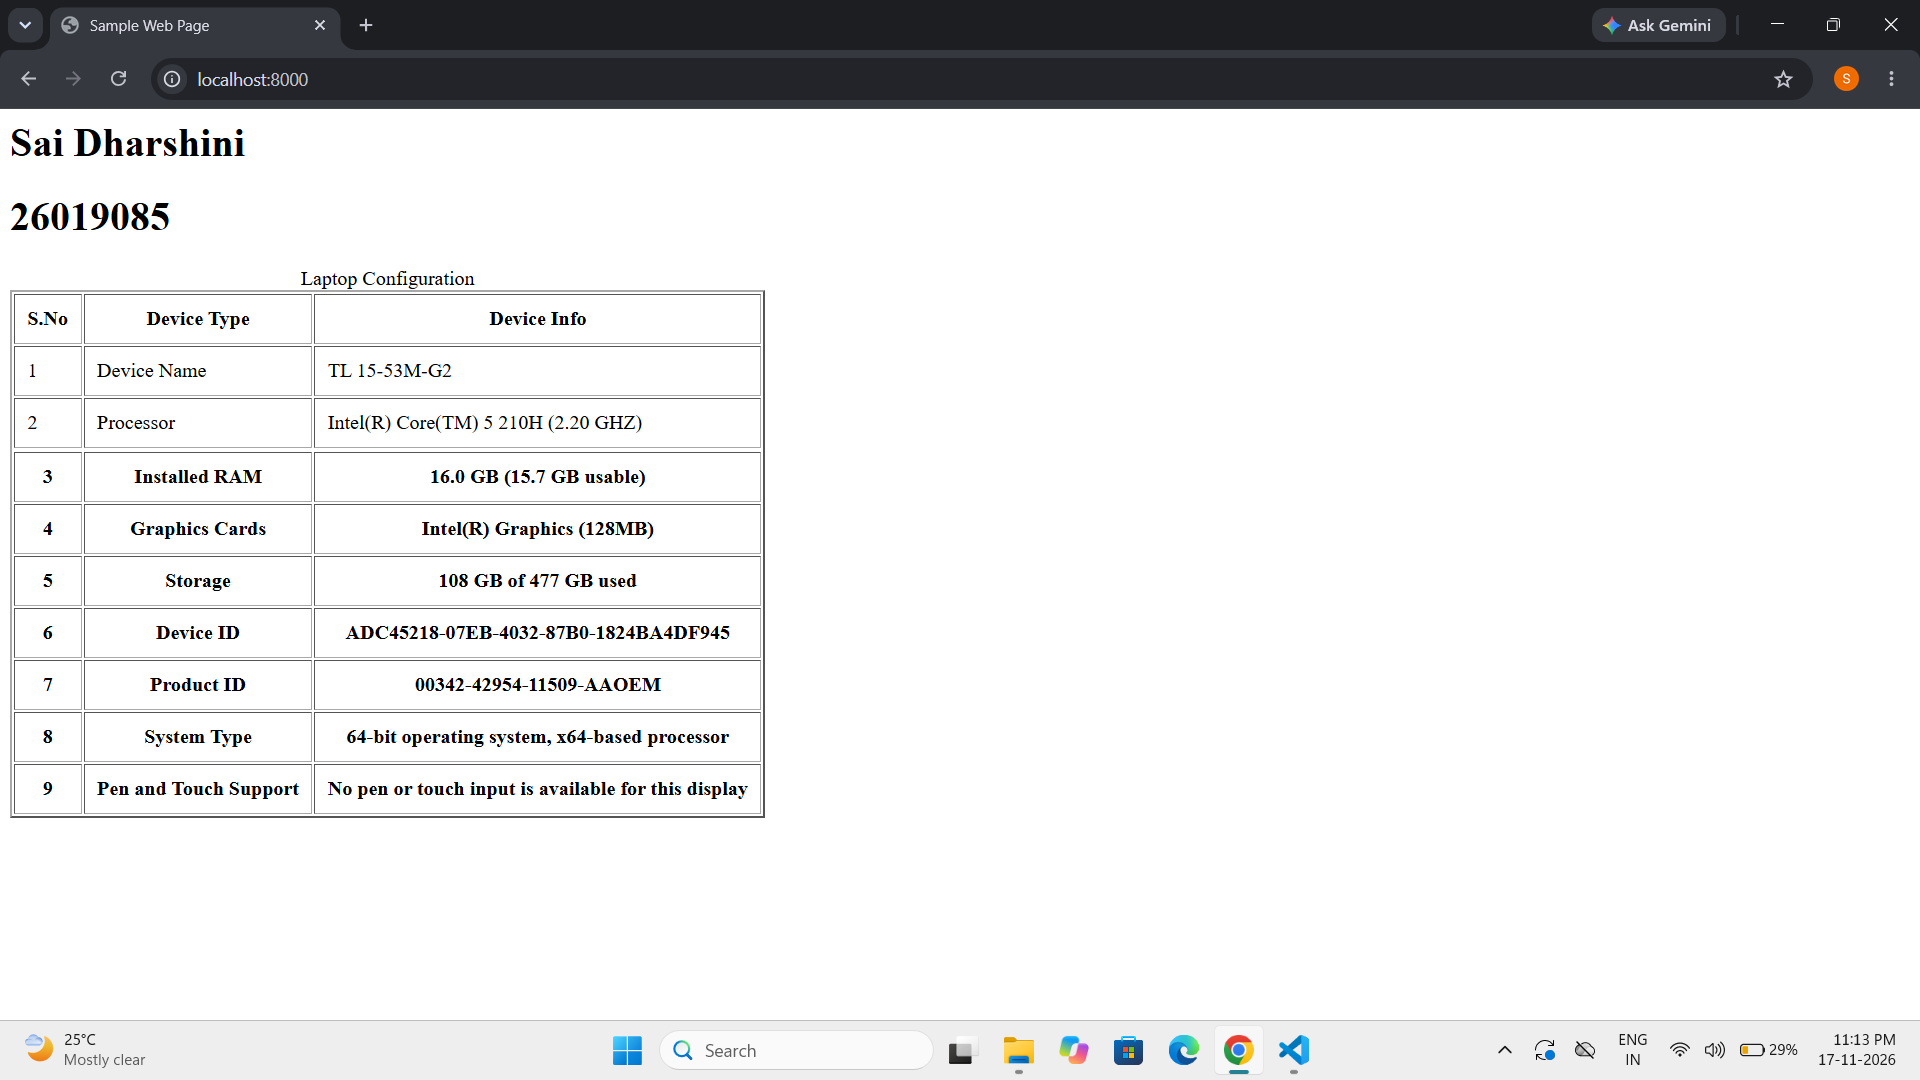 Sample Web Page
Ask Gemini
localhost:8000
S
Sai Dharshini
26019085
Laptop Configuration
S.No Device Type Device Info
1 Device Name TL 15-53M-G2
2 Processor Intel(R) Core(TM) 5 210H (2.20 GHZ)
3 Installed RAM 16.0 GB (15.7 GB usable)
4 Graphics Cards Intel(R) Graphics (128MB)
5 Storage 108 GB of 477 GB used
6 Device ID ADC45218-07EB-4032-87B0-1824BA4DF945
7 Product ID 00342-42954-11509-AAOEM
8 System Type 64-bit operating system, x64-based processor
9 Pen and Touch Support No pen or touch input is available for this display
25°C
Mostly clear
Search
ENG
IN
29%
11:13 PM
17-11-2026